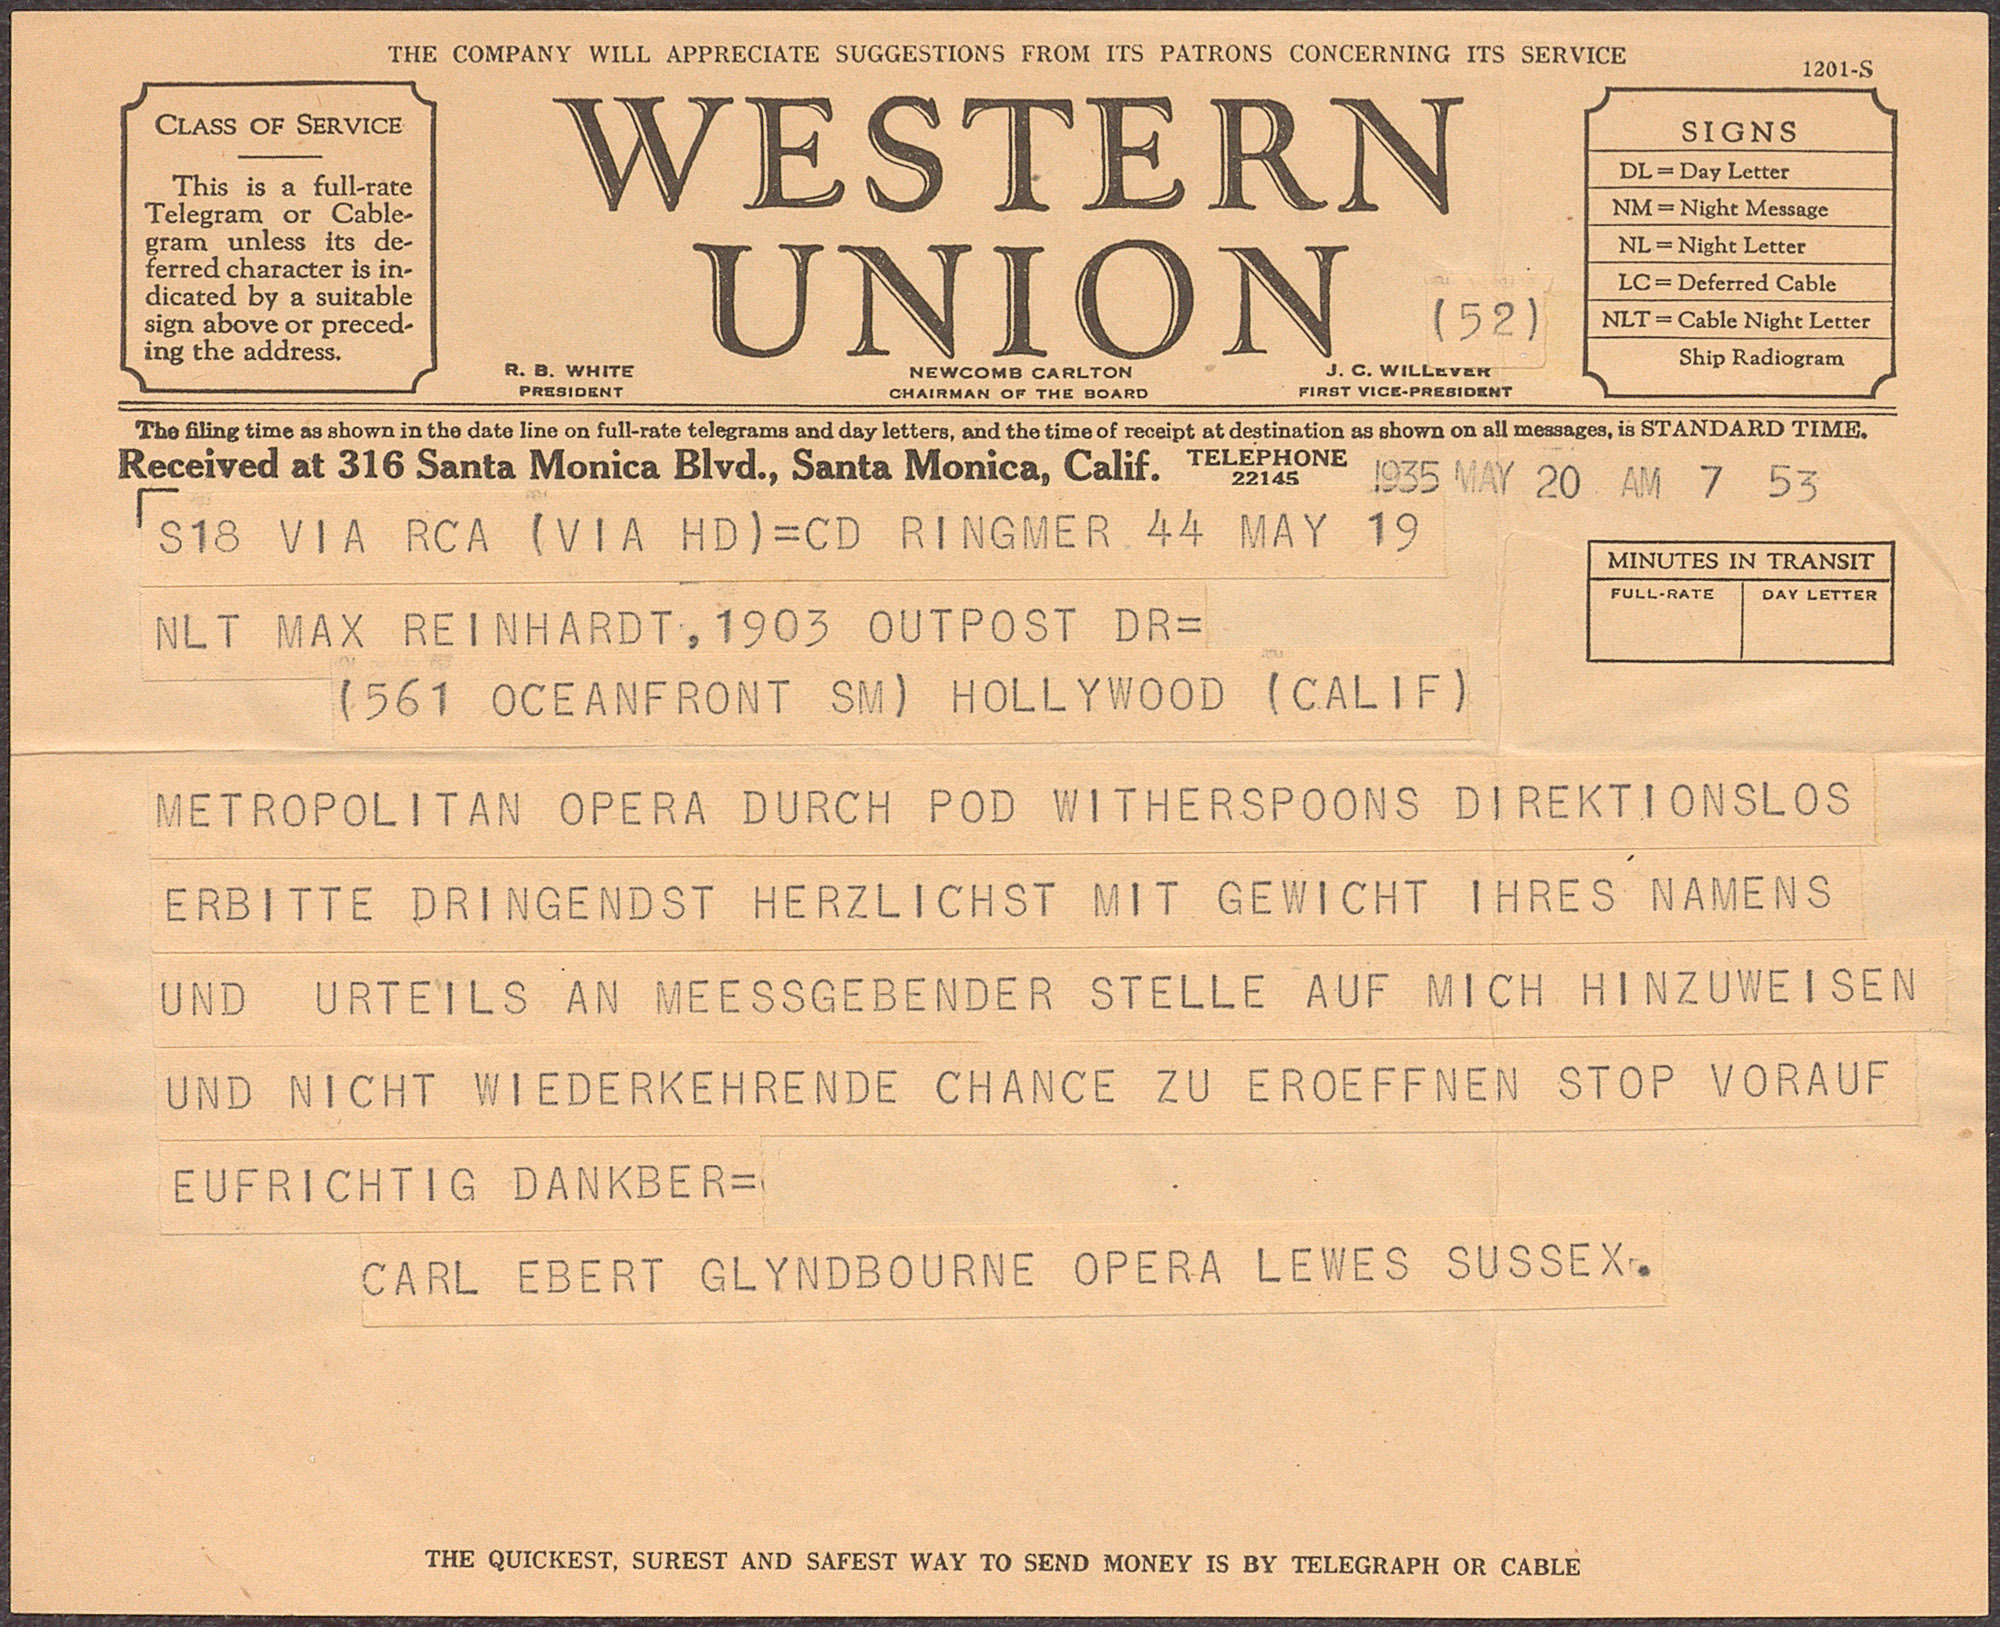 THE COMPANY WILL APPRECIATE SUGGESTIONS FROM ITS PATRONS CONCERNING ITS SERVICE
1201-S
CLASS OF SERVICE
This is a full-rate
Telegram or Cable-
gram unless its de-
ferred character is in-
dicated by a suitable
sign above or preced-
ing the address.
WESTERN
UNION
(52)
R. B. WHITE
PRESIDENT
NEWCOMB CARLTON
CHAIRMAN OF THE BOARD
J. C. WILLEVER
FIRST VICE-PRESIDENT
SIGNS
DL = Day Letter
NM = Night Message
NL = Night Letter
LC = Deferred Cable
NLT = Cable Night Letter
Ship Radiogram
The filing time as shown in the date line on full-rate telegrams and day letters, and the time of receipt at destination as shown on all messages, is STANDARD TIME.
Received at 316 Santa Monica Blvd., Santa Monica, Calif. TELEPHONE 22145
1935 MAY 20 AM 7 53
S18 VIA RCA (VIA HD)=CD RINGMER 44 MAY 19
MINUTES IN TRANSIT
FULL-RATE DAY LETTER
NLT MAX REINHARDT, 1903 OUTPOST DR=
(561 OCEANFRONT SM) HOLLYWOOD (CALIF)
METROPOLITAN OPERA DURCH POD WITHERSPOONS DIREKTIONSLOS
ERBITTE DRINGENDST HERZLICHST MIT GEWICHT IHRES NAMENS
UND URTEILS AN MEESSGEBENDER STELLE AUF MICH HINZUWEISEN
UND NICHT WIEDERKEHRENDE CHANCE ZU EROEFFNEN STOP VORAUF
EUFRICHTIG DANKBER=
CARL EBERT GLYNDBOURNE OPERA LEWES SUSSEX.
THE QUICKEST, SUREST AND SAFEST WAY TO SEND MONEY IS BY TELEGRAPH OR CABLE